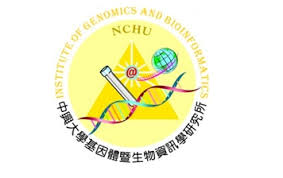 INSTITUTE OF GENOMICS AND BIOINFORMATICS
NCHU
@
中興大學基因體暨生物資訊學研究所